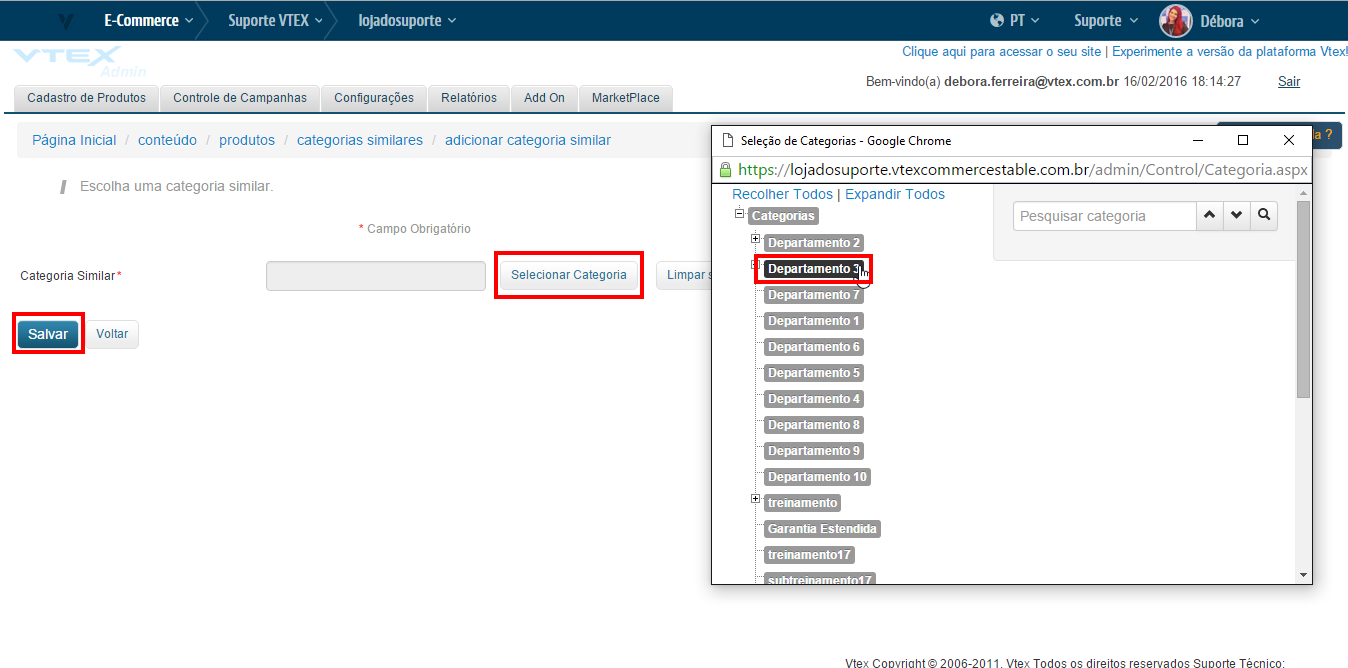 E-Commerce Suporte VTEX lojadosuporte PT Suporte Débora
VTEX
Admin
Clique aqui para acessar o seu site | Experimente a versão da plataforma Vtex!
Bem-vindo(a) debora.ferreira@vtex.com.br 16/02/2016 18:14:27 Sair
Cadastro de Produtos Controle de Campanhas Configurações Relatórios Add On MarketPlace
Página Inicial / conteúdo / produtos / categorias similares / adicionar categoria similar
a ?
Escolha uma categoria similar.
* Campo Obrigatório
Categoria Similar* Selecionar Categoria Limpar s
Salvar Voltar
Seleção de Categorias - Google Chrome
https://lojadosuporte.vtexcommercestable.com.br/admin/Control/Categoria.aspx
Recolher Todos | Expandir Todos
Pesquisar categoria
Categorias
Departamento 2
Departamento 3
Departamento 7
Departamento 1
Departamento 6
Departamento 5
Departamento 4
Departamento 8
Departamento 9
Departamento 10
treinamento
Garantia Estendida
treinamento17
subtreinamento17
Vtex Copyright © 2006-2011. Vtex Todos os direitos reservados Suporte Técnico: